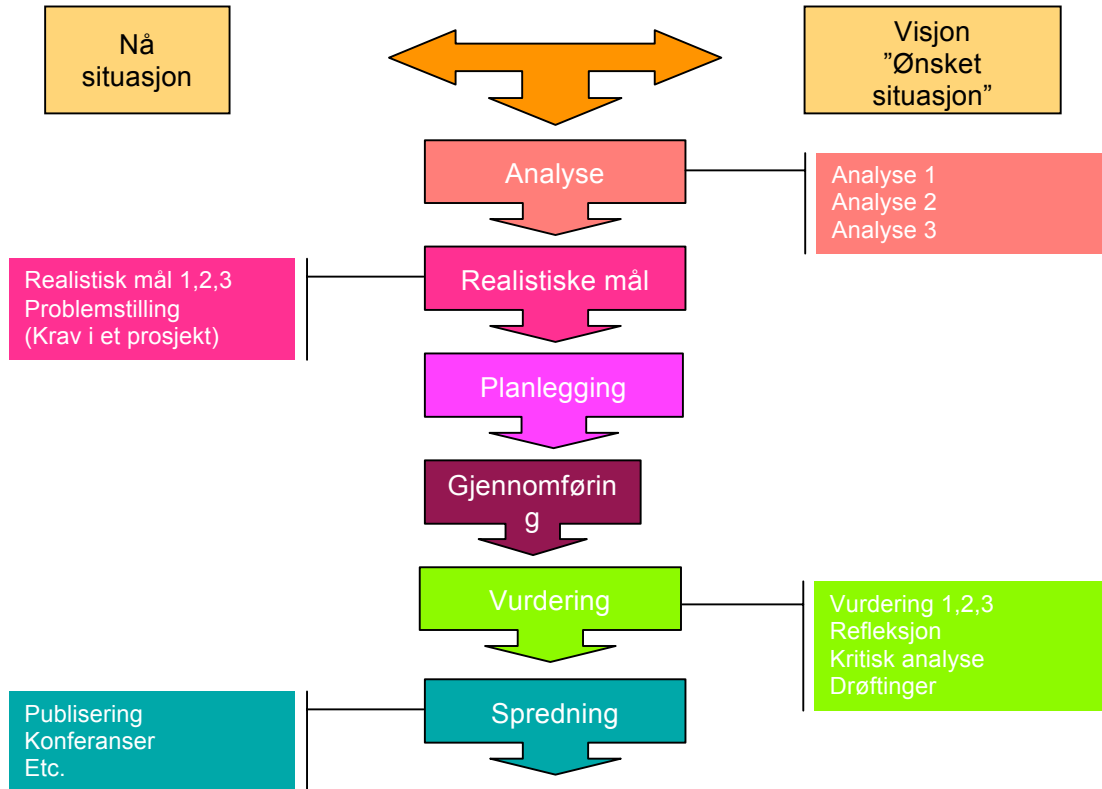 Nå
situasjon
Visjon
”Ønsket
situasjon”
Analyse
Analyse 1
Analyse 2
Analyse 3
Realistiske mål
Realistisk mål 1,2,3
Problemstilling
(Krav i et prosjekt)
Planlegging
Gjennomførin
g
Vurdering
Vurdering 1,2,3
Refleksjon
Kritisk analyse
Drøftinger
Spredning
Publisering
Konferanser
Etc.